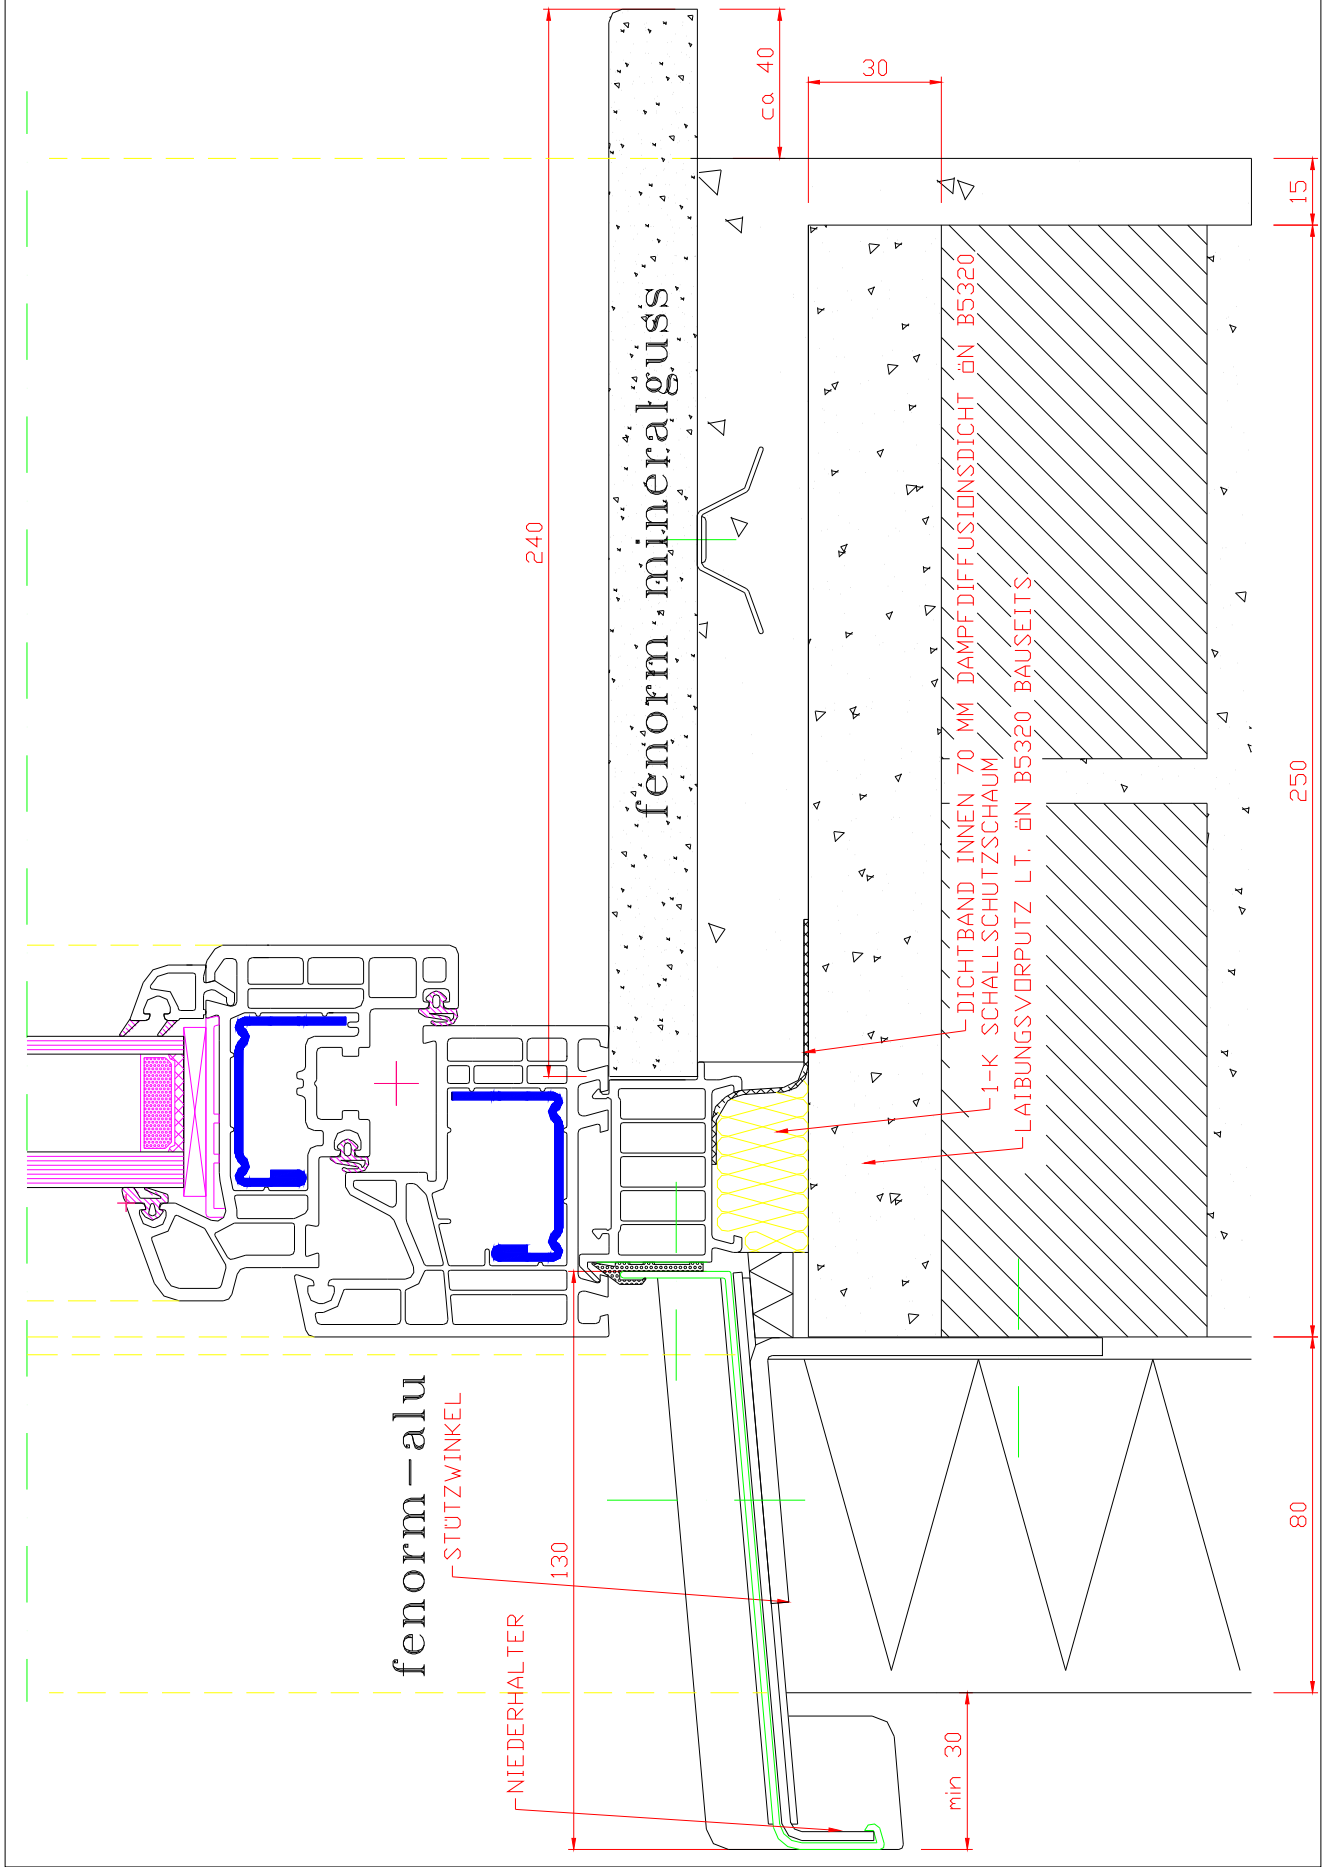 ca 40
30
15
240
fenorm mineralguss
DICHTBAND INNEN 70 MM DAMPFDIFFUSIONSDICHT ÖN B5320
1-K SCHALLSCHUTZSCHAUM
LAIBUNGSVORPUTZ LT. ÖN B5320 BAUSEITS
250
fenorm-alu
STÜTZWINKEL
130
NIEDERHALTER
80
min 30